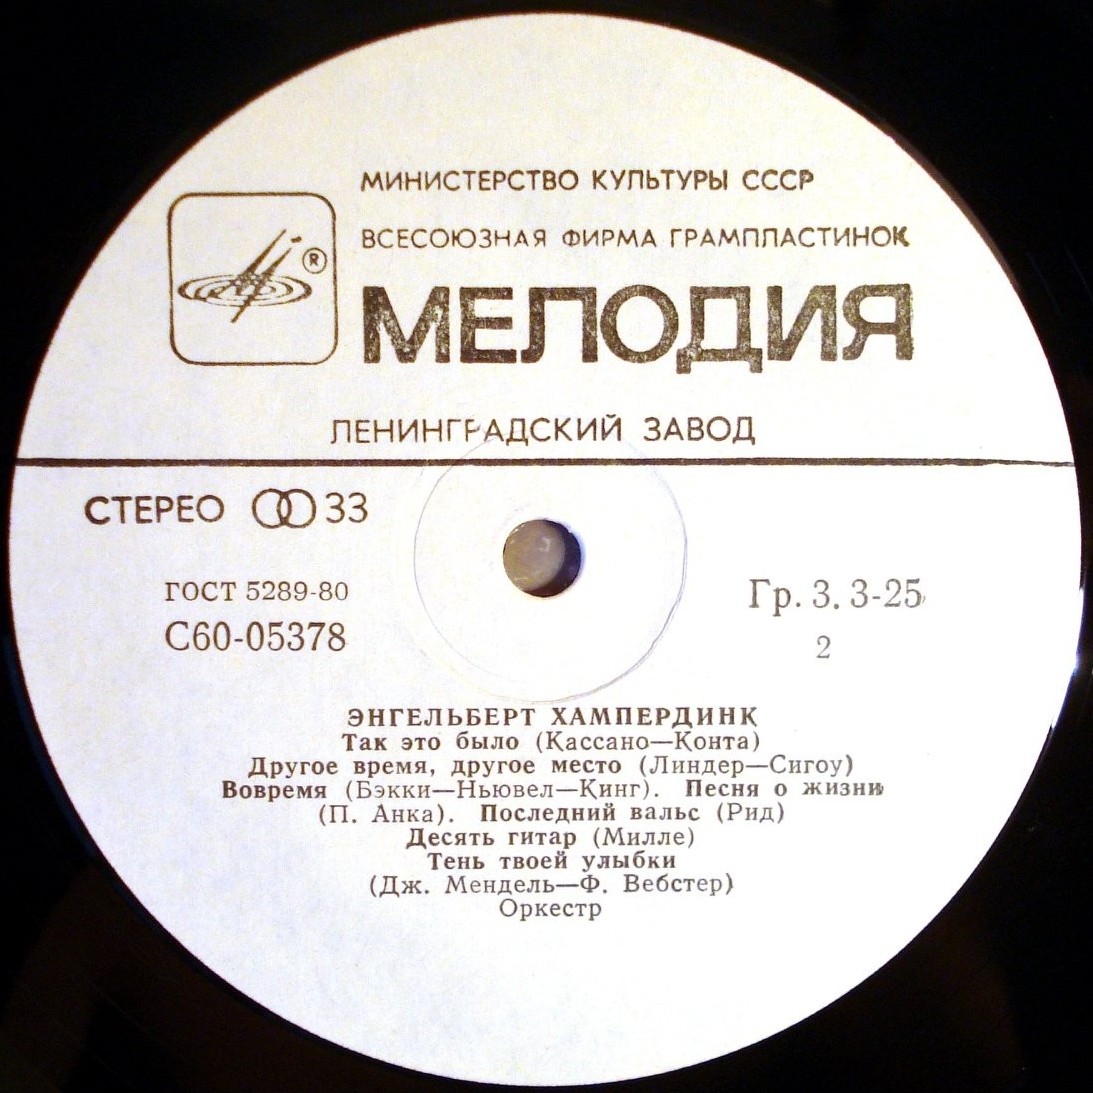 МИНИСТЕРСТВО КУЛЬТУРЫ СССР
ВСЕСОЮЗНАЯ ФИРМА ГРАМПЛАСТИНОК
®
МЕЛОДИЯ
ЛЕНИНГРАДСКИЙ ЗАВОД
СТЕРЕО 33
ГОСТ 5289-80
С60-05378
Гр. 3. 3-25
2
ЭНГЕЛЬБЕРТ ХАМПЕРДИНК
Так это было (Кассано—Конта)
Другое время, другое место (Линдер—Сигоу)
Вовремя (Бэкки—Ньювел—Кинг). Песня о жизни
(П. Анка). Последний вальс (Рид)
Десять гитар (Милле)
Тень твоей улыбки
(Дж. Мендель—Ф. Вебстер)
Оркестр